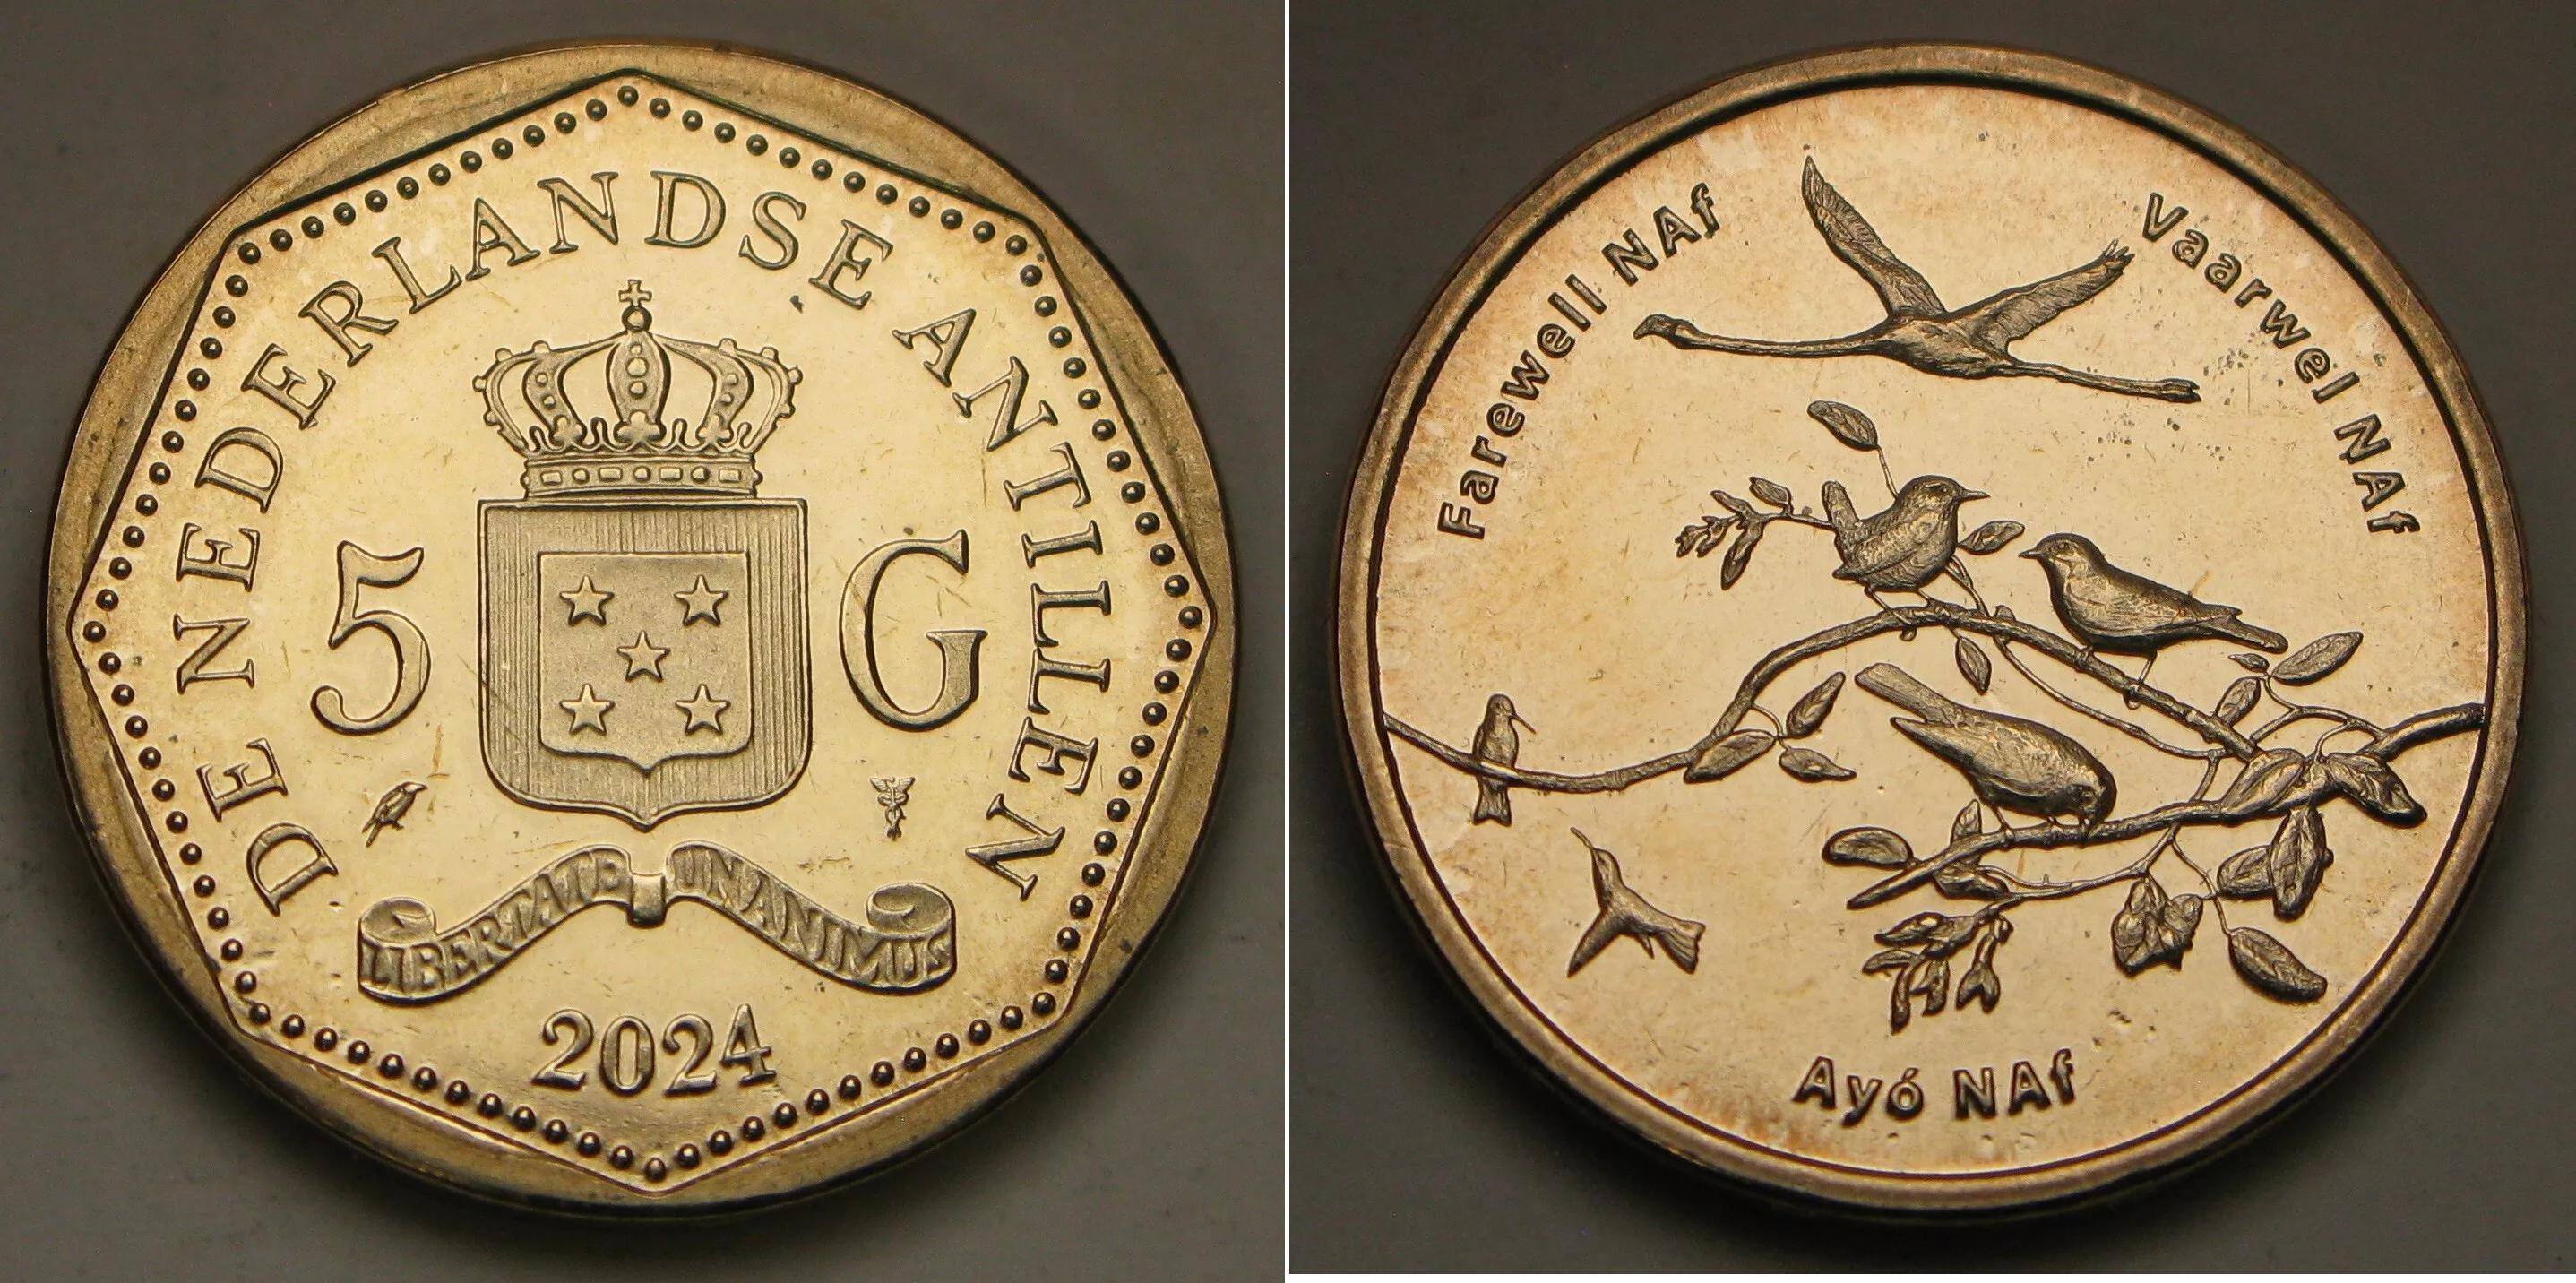 DE NEDERLANDSE ANTILLEN
5 G
LIBERTATE UNANIMUS
2024
Farewell NAf
Vaarwel NAf
Ayó NAf